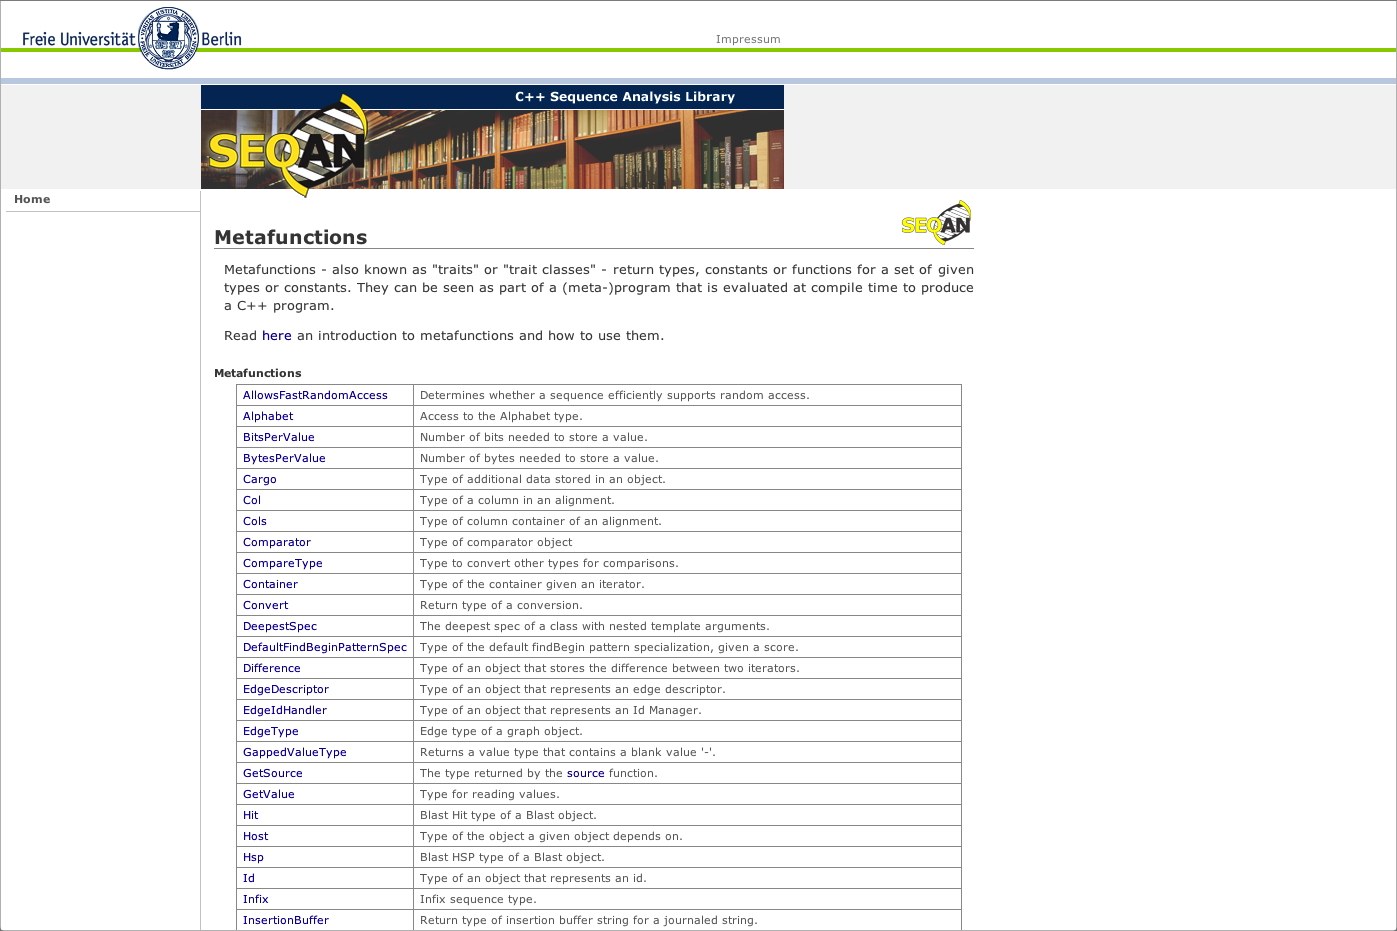 Freie Universität Berlin
Impressum
C++ Sequence Analysis Library
SEQAN
Home
SEQAN
Metafunctions
Metafunctions - also known as "traits" or "trait classes" - return types, constants or functions for a set of given
types or constants. They can be seen as part of a (meta-)program that is evaluated at compile time to produce
a C++ program.
Read here an introduction to metafunctions and how to use them.
Metafunctions
AllowsFastRandomAccess Determines whether a sequence efficiently supports random access.
Alphabet Access to the Alphabet type.
BitsPerValue Number of bits needed to store a value.
BytesPerValue Number of bytes needed to store a value.
Cargo Type of additional data stored in an object.
Col Type of a column in an alignment.
Cols Type of column container of an alignment.
Comparator Type of comparator object
CompareType Type to convert other types for comparisons.
Container Type of the container given an iterator.
Convert Return type of a conversion.
DeepestSpec The deepest spec of a class with nested template arguments.
DefaultFindBeginPatternSpec Type of the default findBegin pattern specialization, given a score.
Difference Type of an object that stores the difference between two iterators.
EdgeDescriptor Type of an object that represents an edge descriptor.
EdgeIdHandler Type of an object that represents an Id Manager.
EdgeType Edge type of a graph object.
GappedValueType Returns a value type that contains a blank value '-'.
GetSource The type returned by the source function.
GetValue Type for reading values.
Hit Blast Hit type of a Blast object.
Host Type of the object a given object depends on.
Hsp Blast HSP type of a Blast object.
Id Type of an object that represents an id.
Infix Infix sequence type.
InsertionBuffer Return type of insertion buffer string for a journaled string.